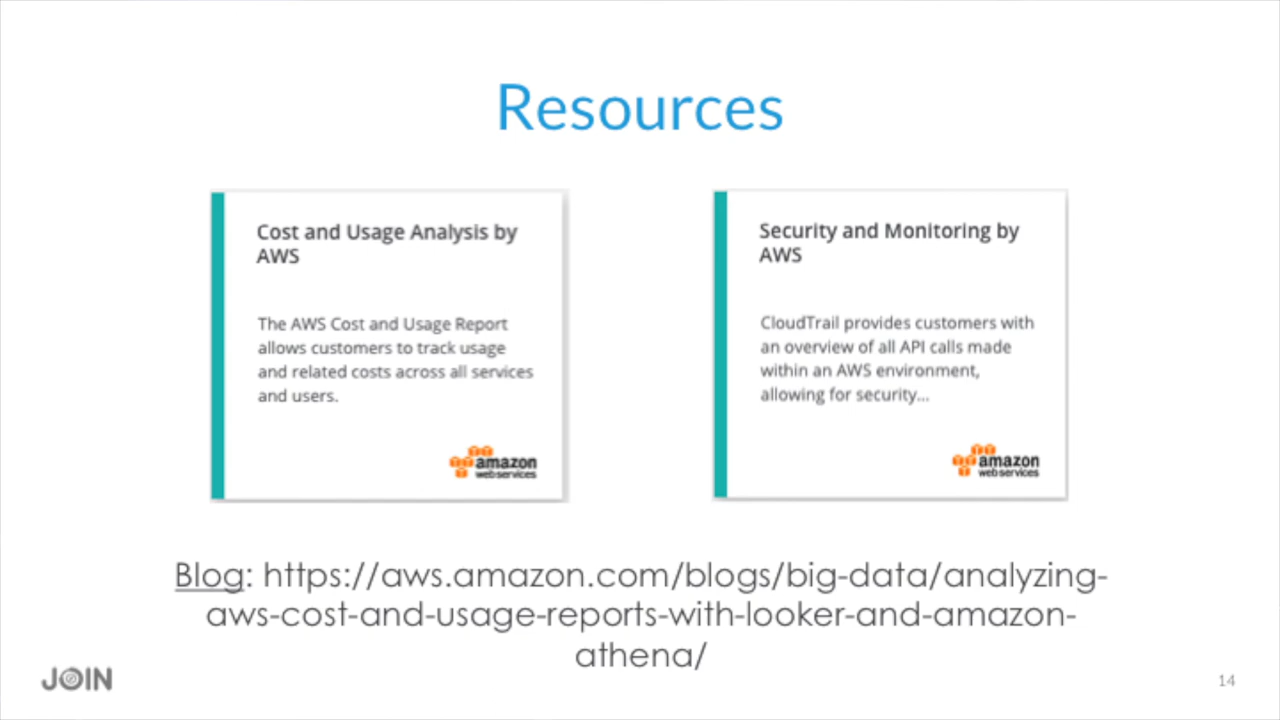 Resources
Cost and Usage Analysis by
AWS
The AWS Cost and Usage Report
allows customers to track usage
and related costs across all services
and users.
amazon
webservices
Security and Monitoring by
AWS
CloudTrail provides customers with
an overview of all API calls made
within an AWS environment,
allowing for security...
amazon
webservices
Blog: https://aws.amazon.com/blogs/big-data/analyzing-
aws-cost-and-usage-reports-with-looker-and-amazon-
athena/
JOIN
14